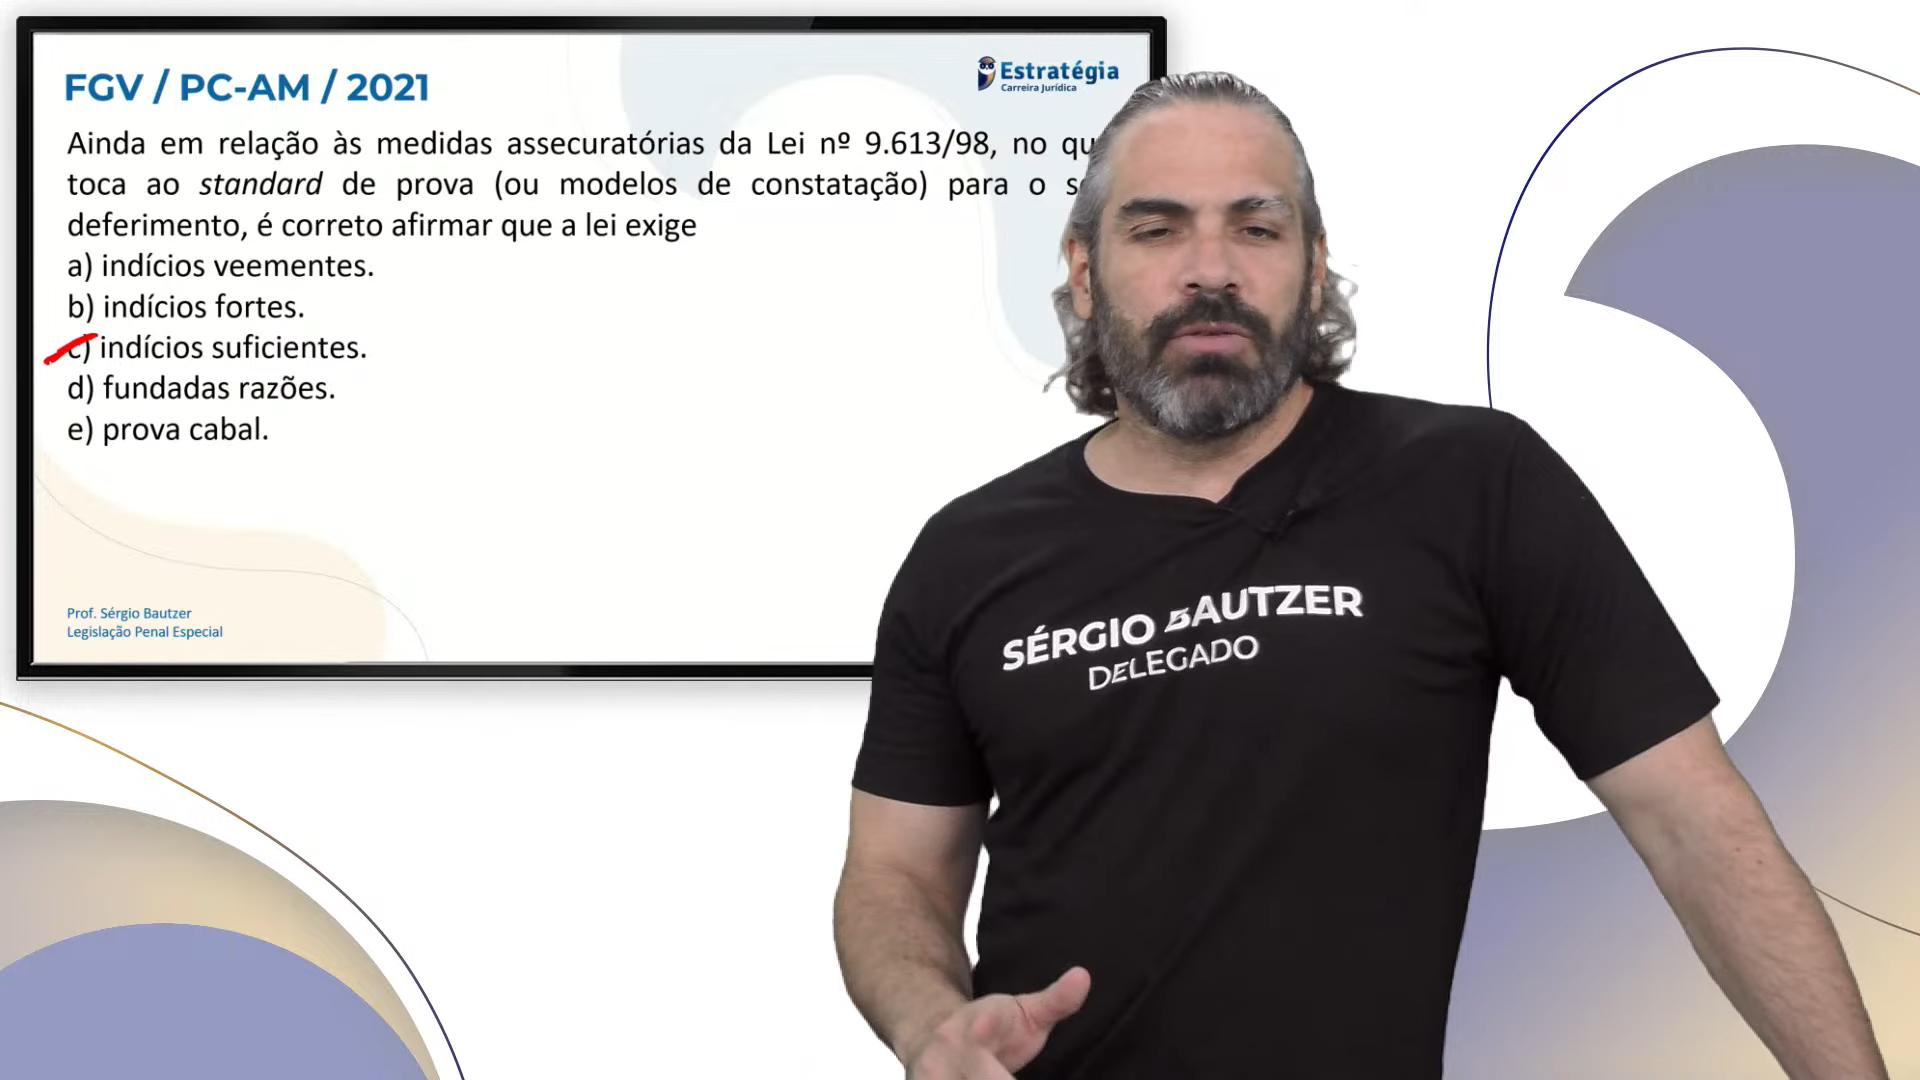 FGV / PC-AM / 2021
Estratégia
Carreira Jurídica
Ainda em relação às medidas assecuratórias da Lei nº 9.613/98, no
toca ao standard de prova (ou modelos de constatação) para o
deferimento, é correto afirmar que a lei exige
a) indícios veementes.
b) indícios fortes.
c) indícios suficientes.
d) fundadas razões.
e) prova cabal.
Prof. Sérgio Bautzer
Legislação Penal Especial
SÉRGIO BAUTZER
DELEGADO